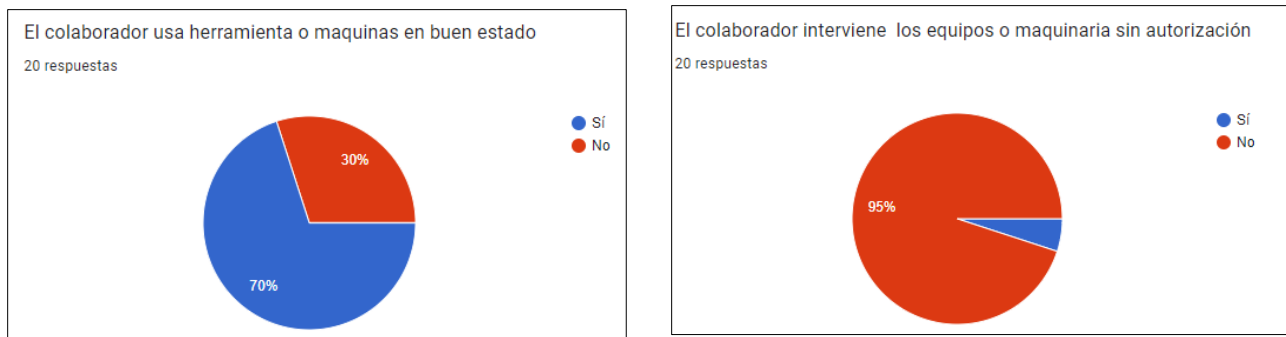 El colaborador usa herramienta o maquinas en buen estado
20 respuestas
Sí
No
30%
70%
El colaborador interviene los equipos o maquinaria sin autorización
20 respuestas
Sí
No
95%